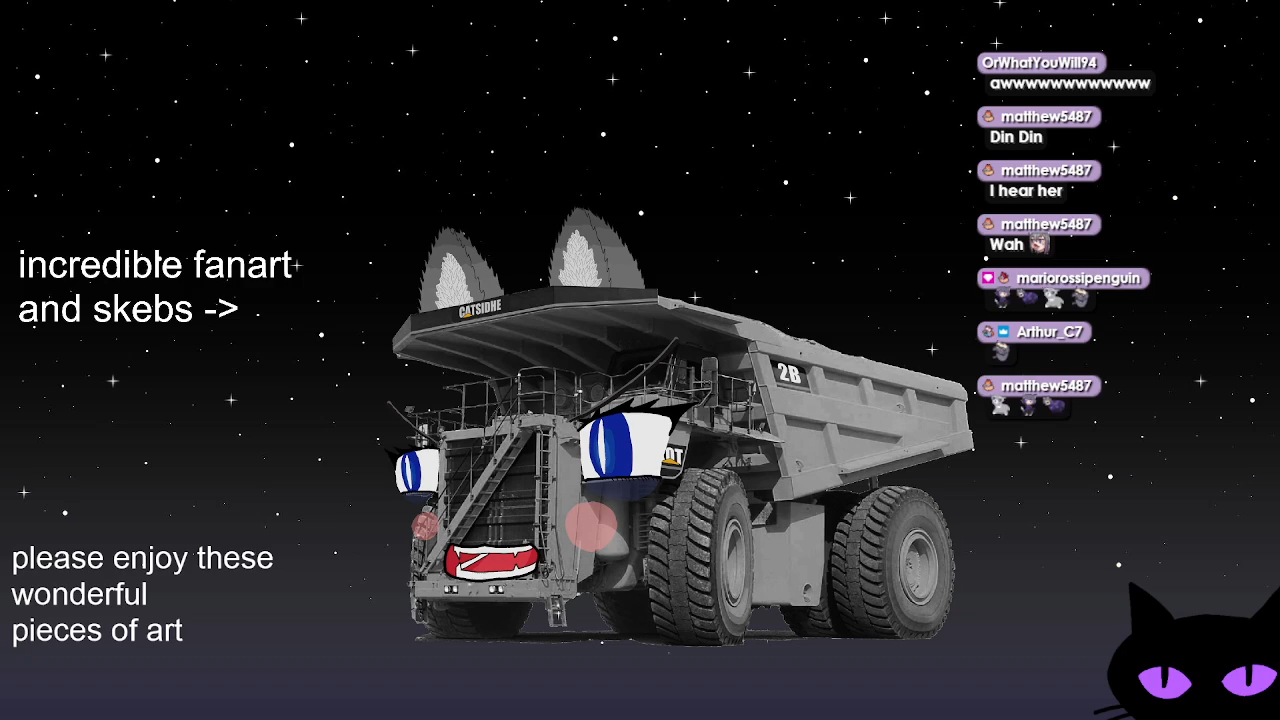 incredible fanart
and skebs ->
please enjoy these
wonderful
pieces of art
CATSIDHE
2B
OrWhatYouWill94
awwwwwwwwwwww
matthew5487
Din Din
matthew5487
I hear her
matthew5487
Wah
mariorossipenguin
Arthur_C7
matthew5487